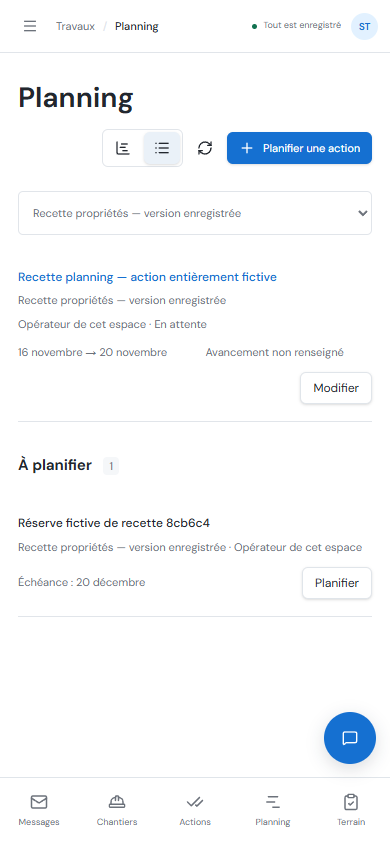 Travaux / Planning
Tout est enregistré
ST
Planning
Planifier une action
Recette propriétés — version enregistrée
Recette planning — action entièrement fictive
Recette propriétés — version enregistrée
Opérateur de cet espace · En attente
16 novembre → 20 novembre
Avancement non renseigné
Modifier
À planifier 1
Réserve fictive de recette 8cb6c4
Recette propriétés — version enregistrée · Opérateur de cet espace
Échéance : 20 décembre
Planifier
Messages
Chantiers
Actions
Planning
Terrain